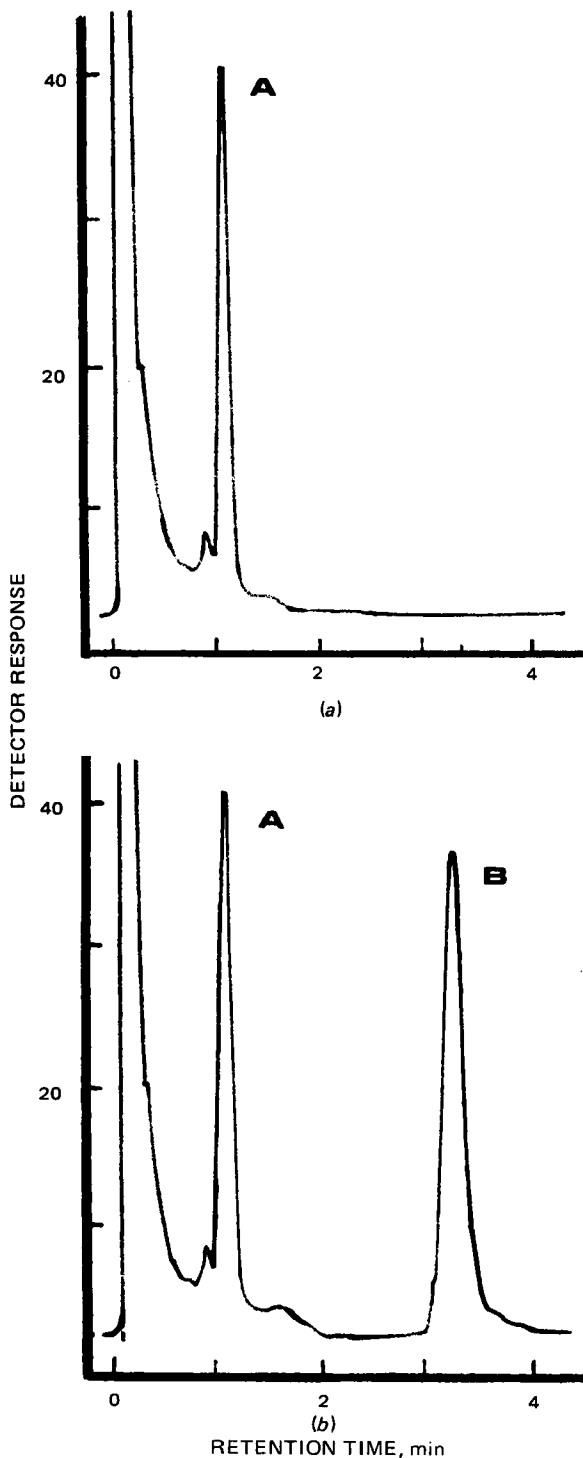 40
A
20
0 2 4
(a)
DETECTOR RESPONSE
40
A
B
20
0 2 4
(b)
RETENTION TIME, min